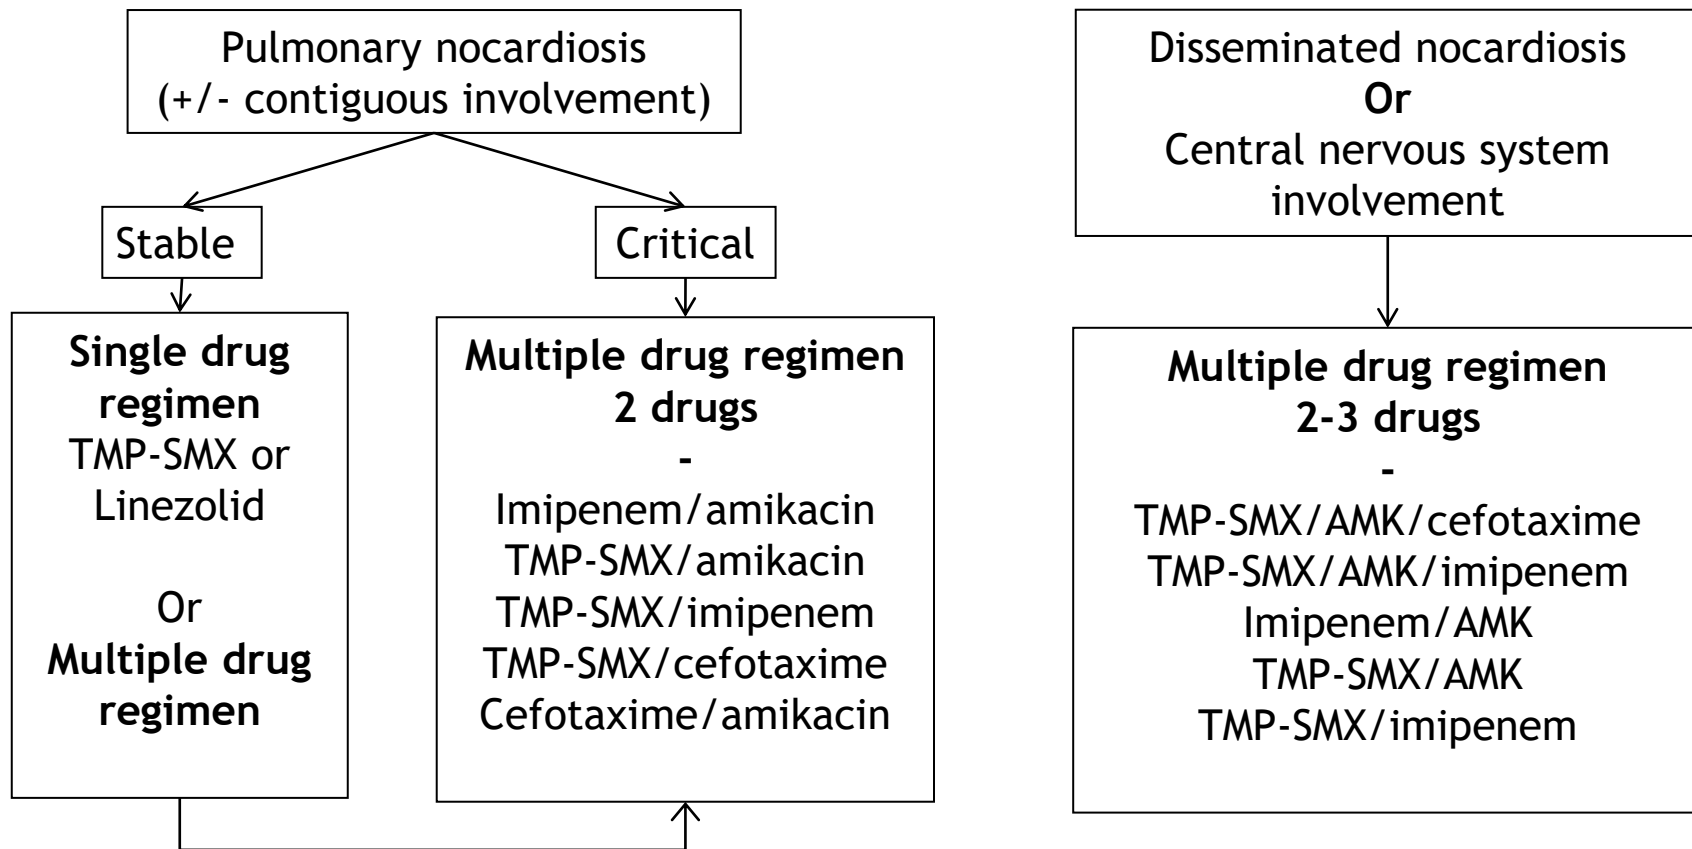 Pulmonary nocardiosis
(+/- contiguous involvement)
Stable
Critical
Single drug
regimen
TMP-SMX or
Linezolid
Or
Multiple drug
regimen
Multiple drug regimen
2 drugs
-
Imipenem/amikacin
TMP-SMX/amikacin
TMP-SMX/imipenem
TMP-SMX/cefotaxime
Cefotaxime/amikacin
Disseminated nocardiosis
Or
Central nervous system
involvement
Multiple drug regimen
2-3 drugs
-
TMP-SMX/AMK/cefotaxime
TMP-SMX/AMK/imipenem
Imipenem/AMK
TMP-SMX/AMK
TMP-SMX/imipenem